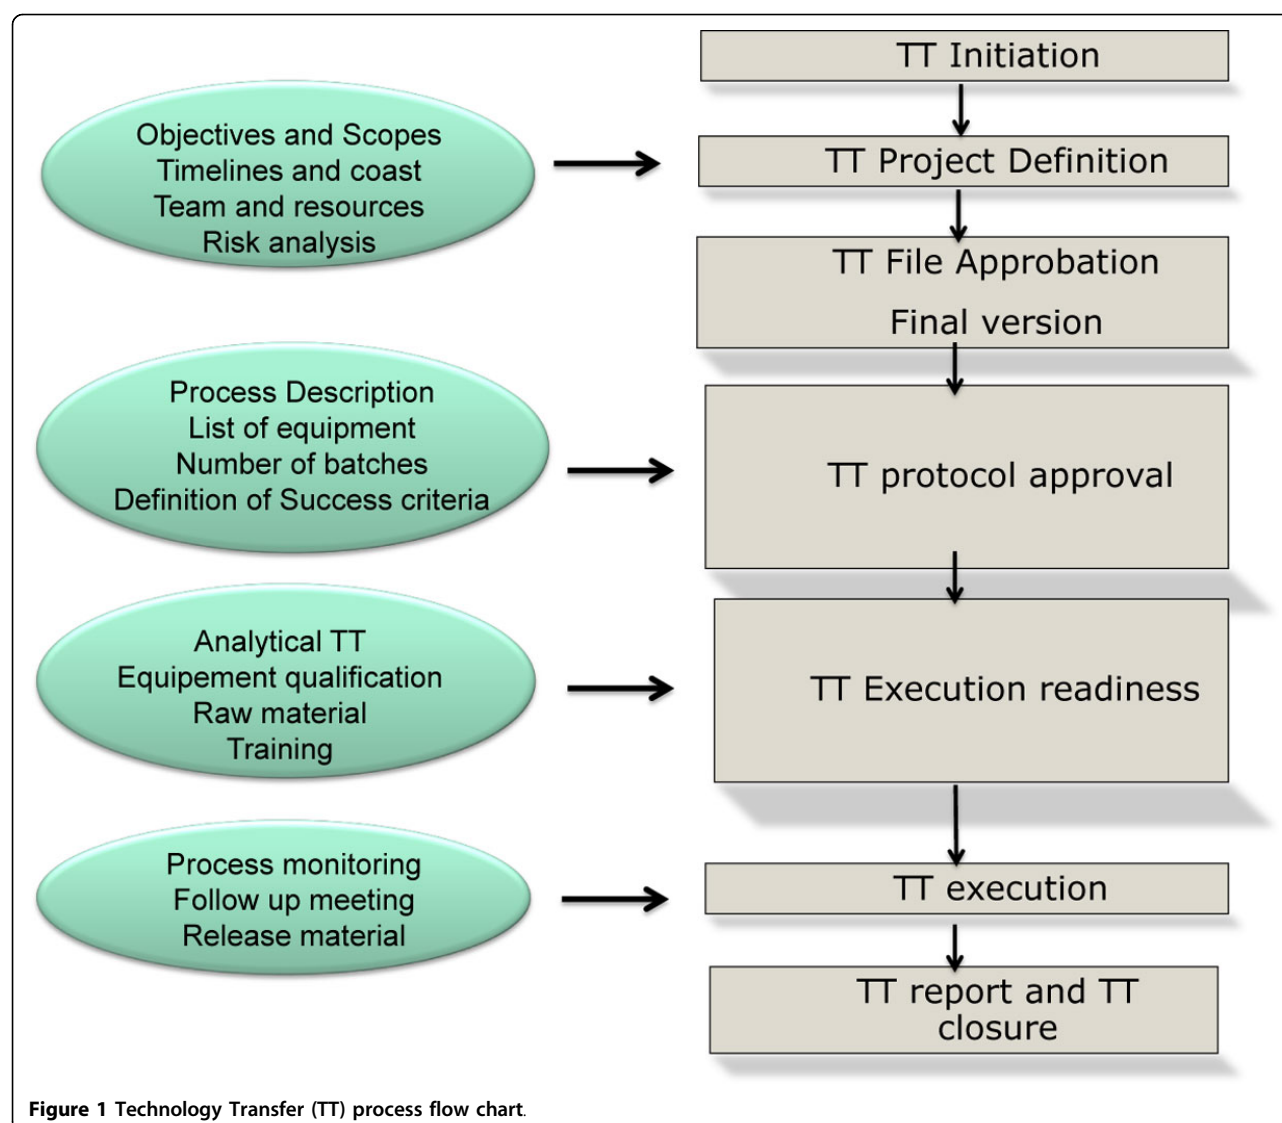 TT Initiation
Objectives and Scopes
Timelines and coast
Team and resources
Risk analysis
TT Project Definition
TT File Approbation
Final version
Process Description
List of equipment
Number of batches
Definition of Success criteria
TT protocol approval
Analytical TT
Equipement qualification
Raw material
Training
TT Execution readiness
Process monitoring
Follow up meeting
Release material
TT execution
TT report and TT
closure
Figure 1 Technology Transfer (TT) process flow chart.